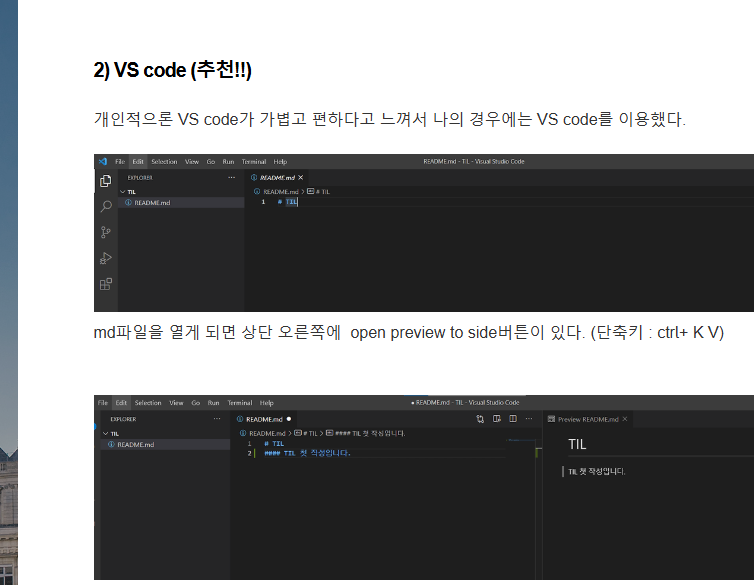 2) VS code (추천!!)
개인적으론 VS code가 가볍고 편하다고 느껴서 나의 경우에는 VS code를 이용했다.
File Edit Selection View Go Run Terminal Help README.md - TIL - Visual Studio Code
EXPLORER ··· README.md ×
TIL README.md > # TIL
README.md 1 # TIL
md파일을 열게 되면 상단 오른쪽에 open preview to side버튼이 있다. (단축키 : ctrl+ K V)
File Edit Selection View Go Run Terminal Help ● README.md - TIL - Visual Studio Code
EXPLORER ··· README.md ● ··· Preview README.md ×
TIL README.md > # TIL > #### TIL 첫 작성입니다.
README.md 1 # TIL
2 #### TIL 첫 작성입니다.
TIL
TIL 첫 작성입니다.